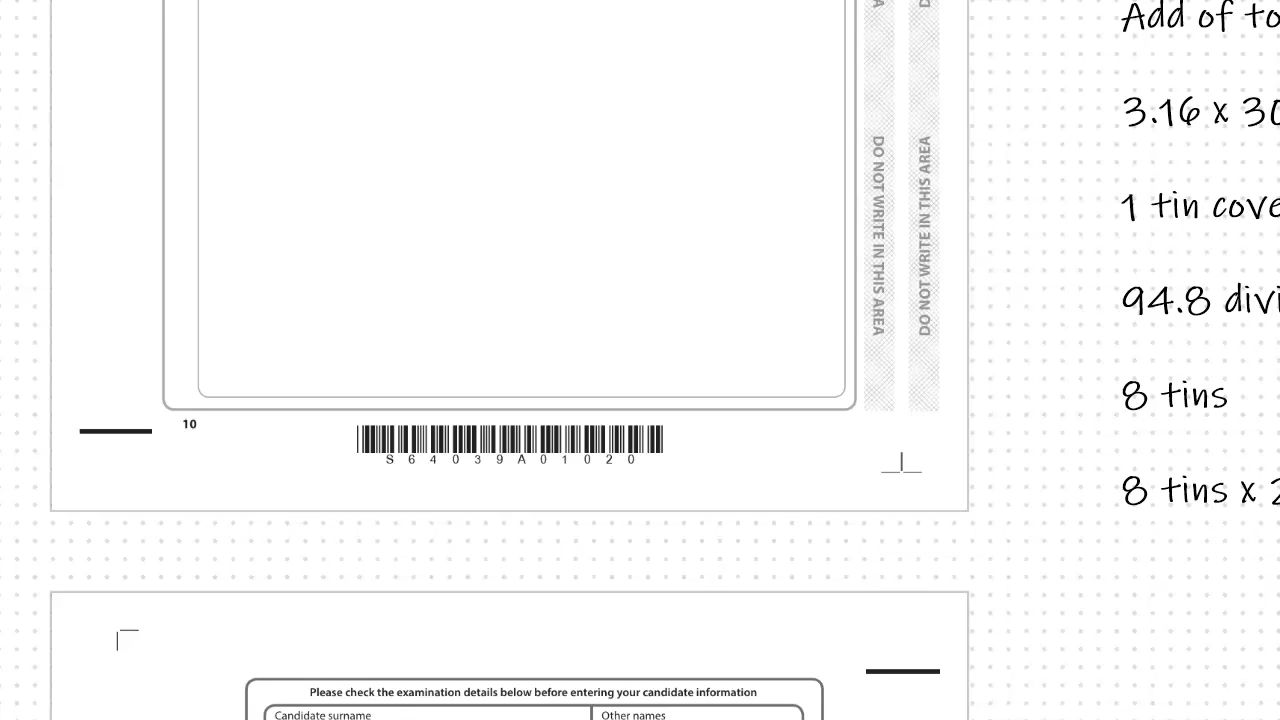 Add of to
3.16 x 30
1 tin cove
94.8 divi
8 tins
8 tins x 2
DO NOT WRITE IN THIS AREA
DO NOT WRITE IN THIS AREA
10
S64039A01020
Please check the examination details below before entering your candidate information
Candidate surname
Other names